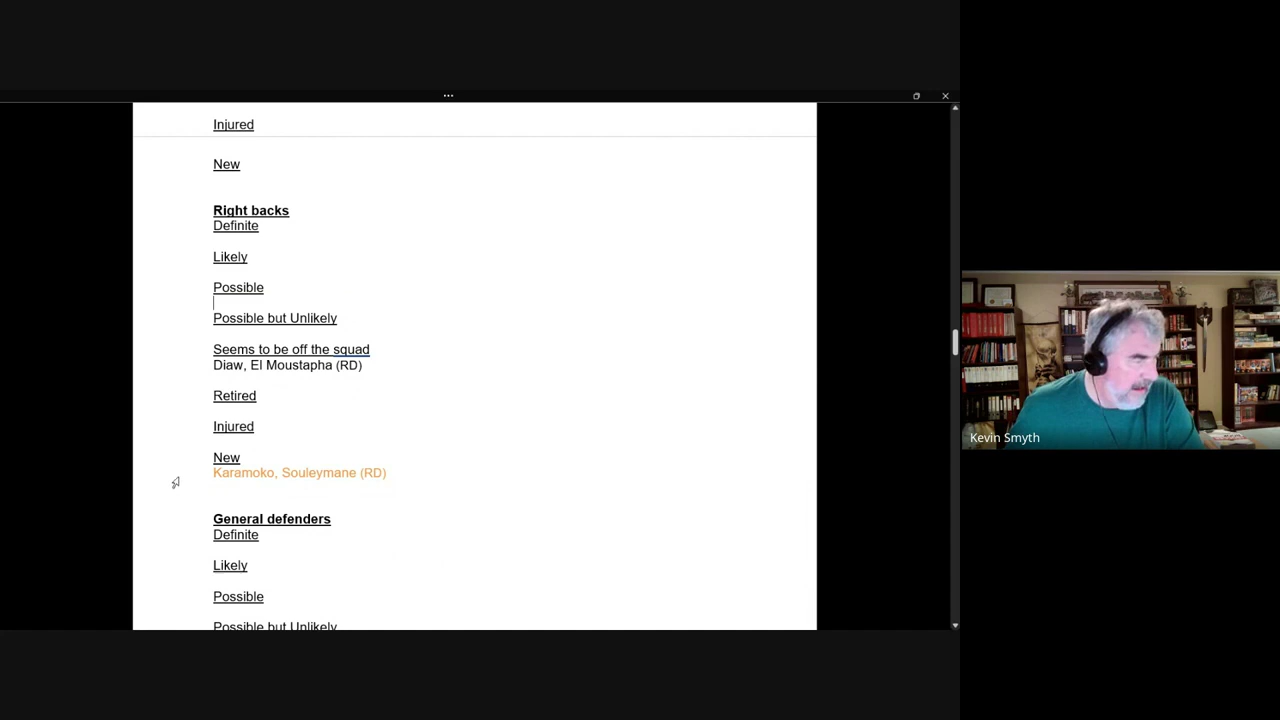 Injured
New
Right backs
Definite
Likely
Possible
Possible but Unlikely
Seems to be off the squad
Diaw, El Moustapha (RD)
Retired
Injured
New
Karamoko, Souleymane (RD)
General defenders
Definite
Likely
Possible
Possible but Unlikely
Kevin Smyth